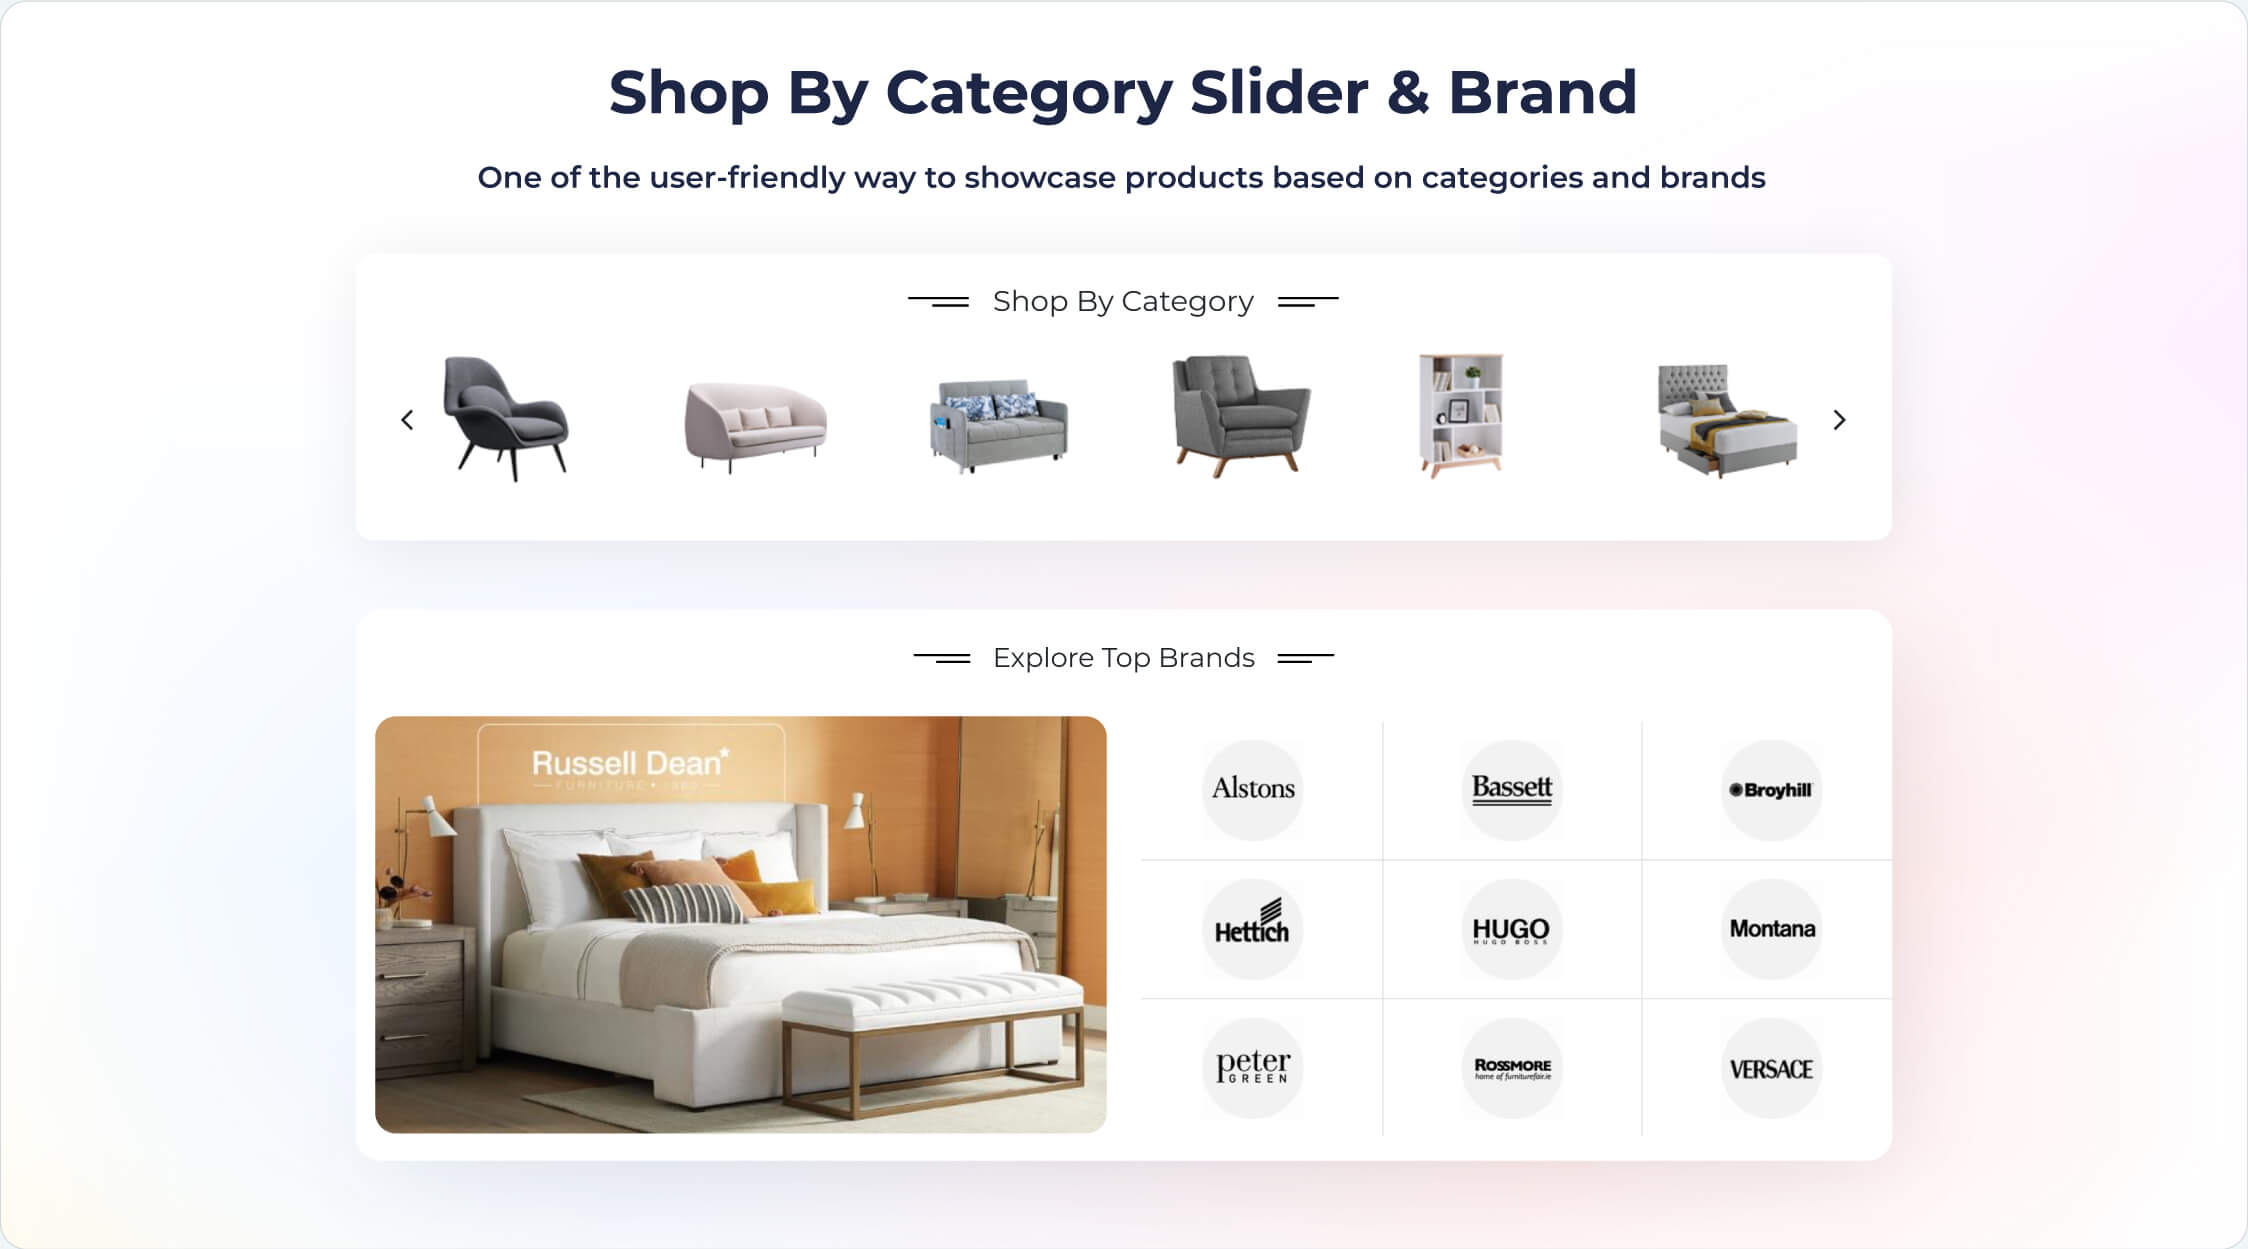 Shop By Category Slider & Brand
One of the user-friendly way to showcase products based on categories and brands
Shop By Category
Explore Top Brands
Russell Dean
FURNITURE
Alstons
Bassett
Broyhill
Hettich
HUGO
HUGO BOSS
Montana
peter
GREEN
ROSSMORE
home of furniturefair.ie
VERSACE